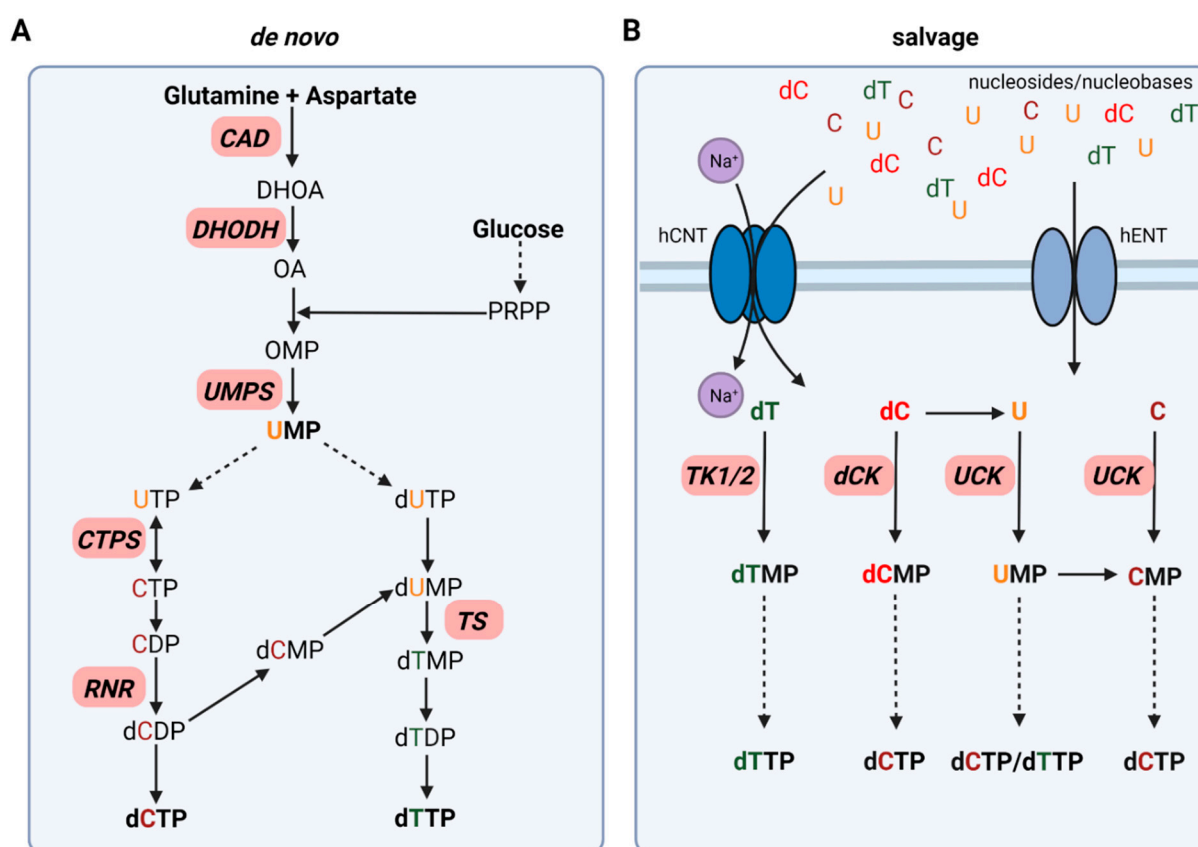 A
de novo
Glutamine + Aspartate
CAD
DHOA
DHODH
Glucose
OA
PRPP
OMP
UMPS
UMP
UTP
dUTP
CTPS
CTP
dUMP
TS
CDP
dCMP
dTMP
RNR
dCDP
dTDP
dCTP
dTTP
B
salvage
nucleosides/nucleobases
dC
dT
C
U
C
U
dC
dT
C
U
U
C
U
dC
dT
dC
dT
U
dC
U
Na⁺
U
hCNT
hENT
Na⁺
dT
dC
U
C
TK1/2
dCK
UCK
UCK
dTMP
dCMP
UMP
CMP
dTTP
dCTP
dCTP/dTTP
dCTP